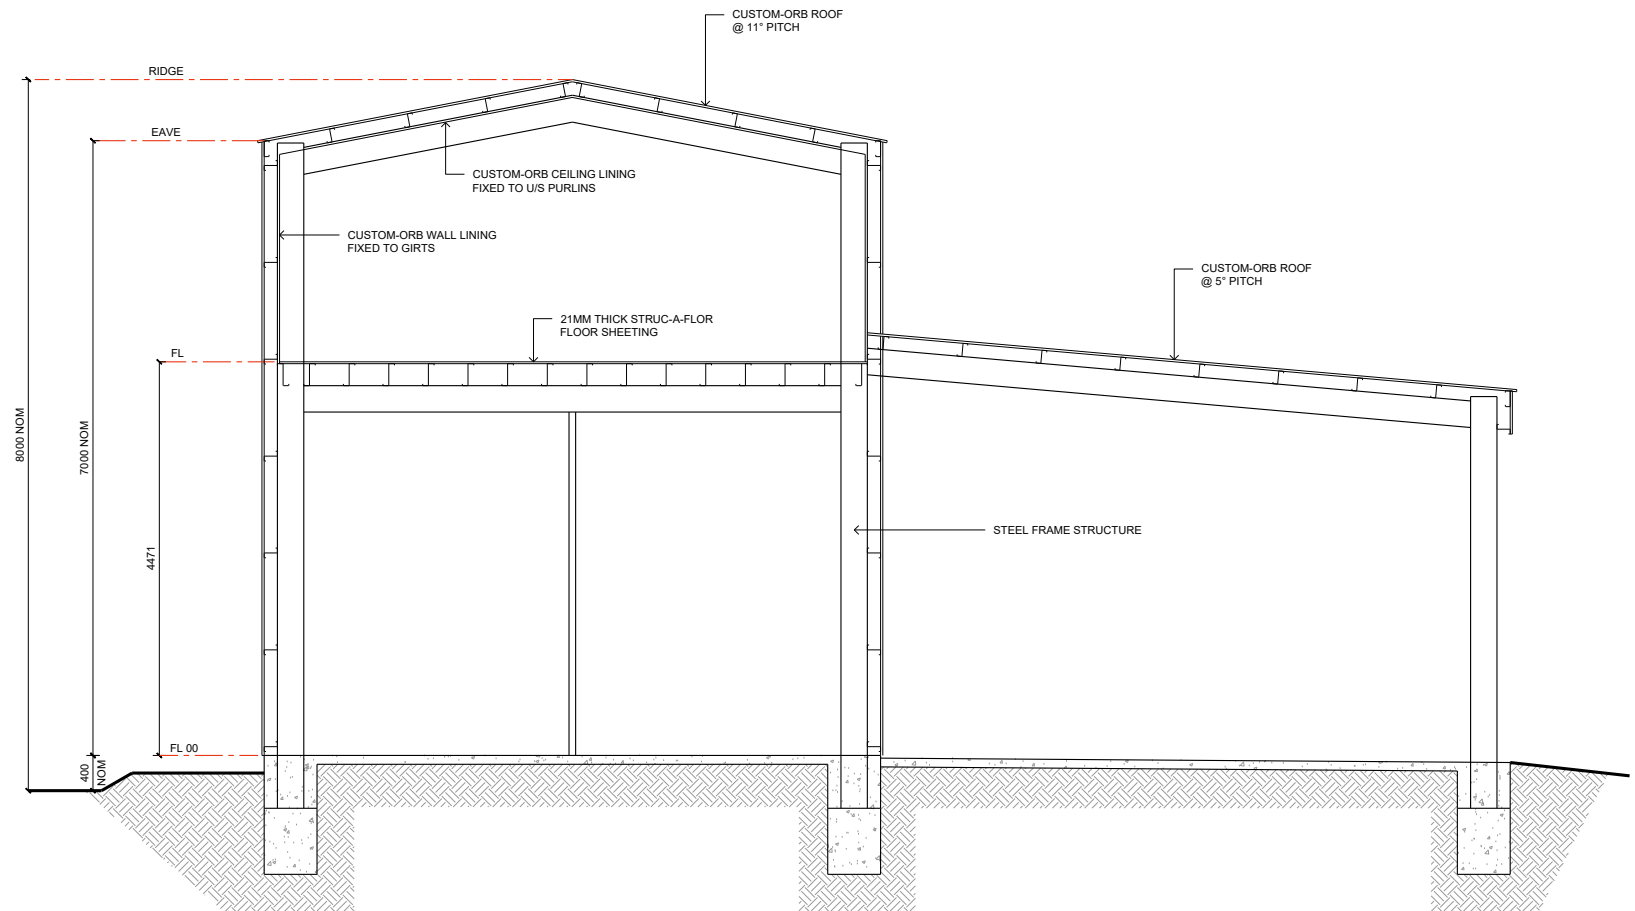 CUSTOM-ORB ROOF
@ 11° PITCH
RIDGE
EAVE
CUSTOM-ORB CEILING LINING
FIXED TO U/S PURLINS
CUSTOM-ORB WALL LINING
FIXED TO GIRTS
CUSTOM-ORB ROOF
@ 5° PITCH
21MM THICK STRUC-A-FLOR
FLOOR SHEETING
FL
8000 NOM
7000 NOM
4471
STEEL FRAME STRUCTURE
FL 00
400
NOM